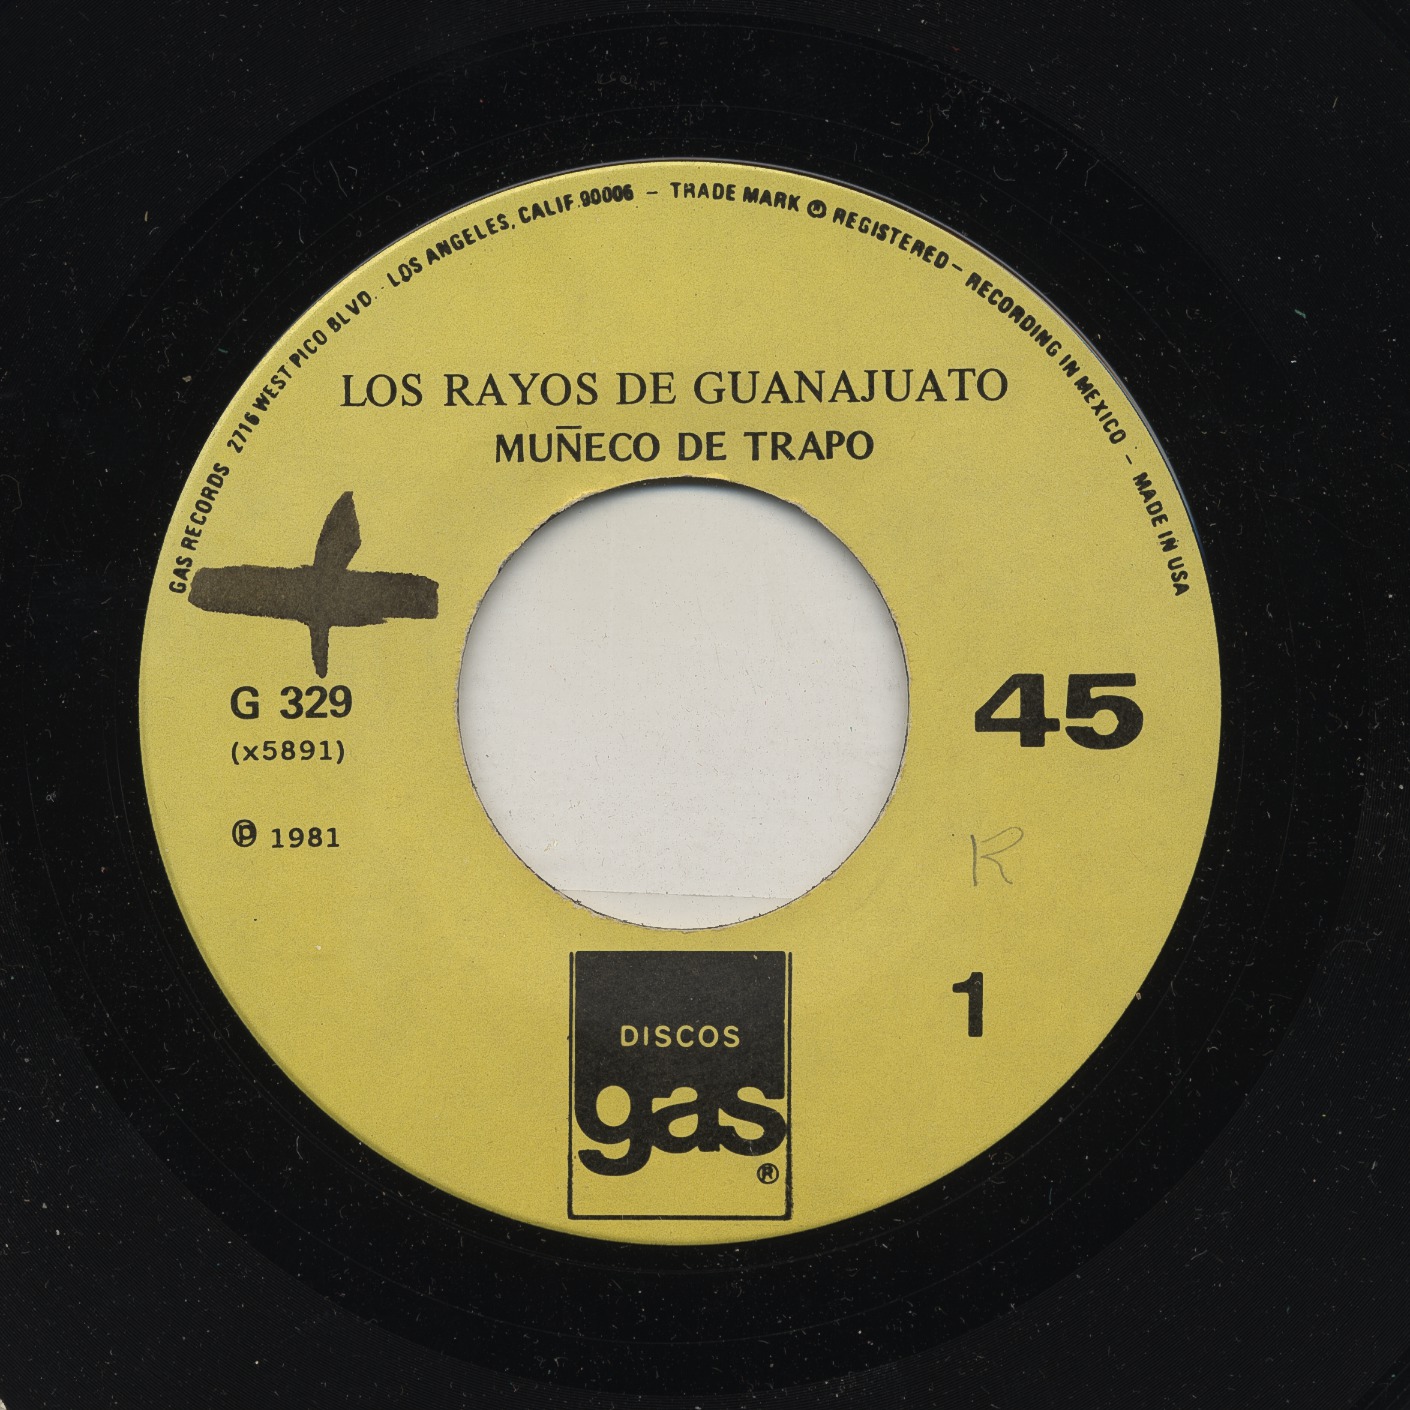 GAS RECORDS 2716 WEST PICO BLVD. · LOS ANGELES, CALIF. 90006 – TRADE MARK ® REGISTERED – RECORDING IN MEXICO – MADE IN USA
LOS RAYOS DE GUANAJUATO
MUÑECO DE TRAPO
G 329
(x5891)
℗ 1981
45
R
1
DISCOS
gas
®